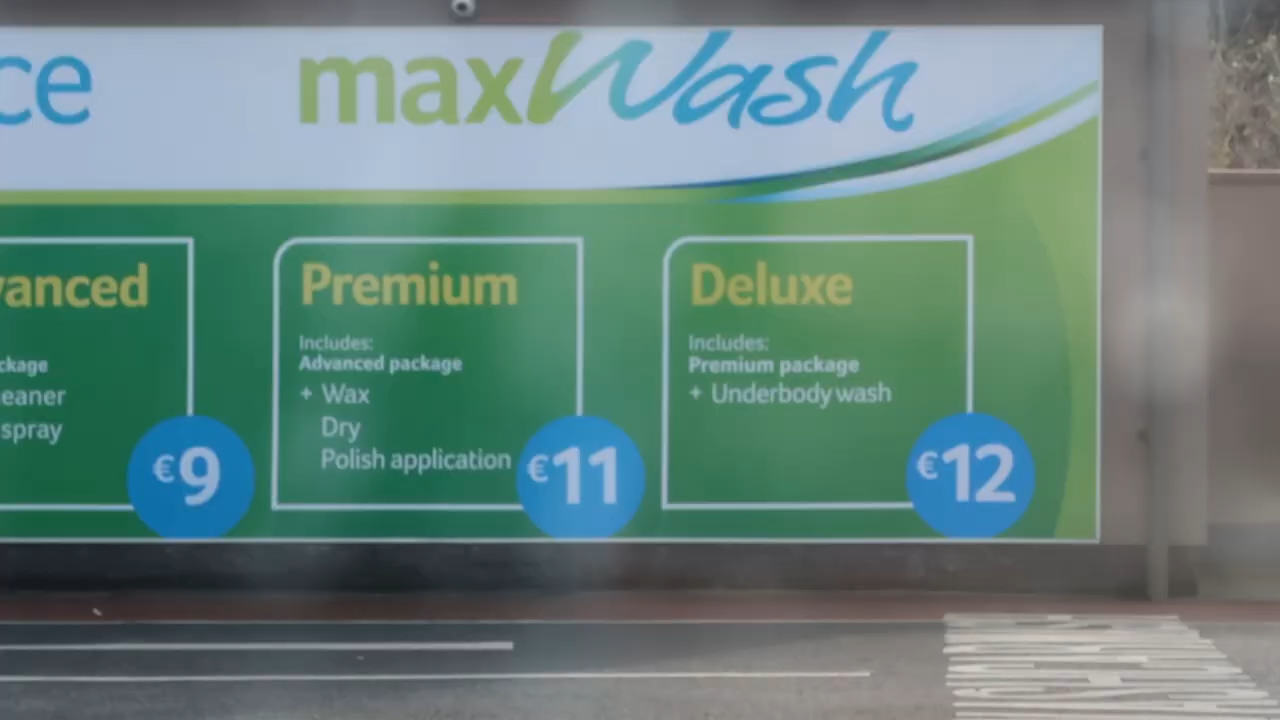 ce
maxWash
vanced
ckage
eaner
spray
€9
Premium
Includes:
Advanced package
+ Wax
Dry
Polish application
€11
Deluxe
Includes:
Premium package
+ Underbody wash
€12